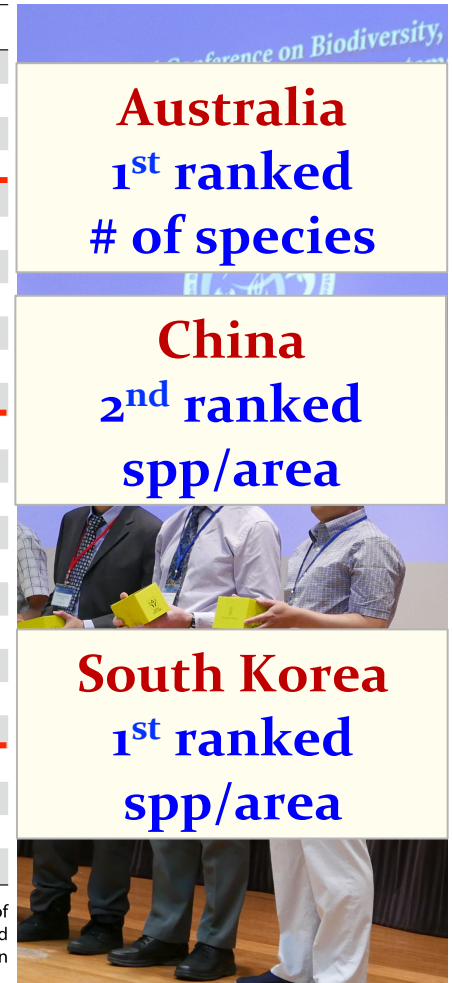 Conference on Biodiversity,
Australia
1st ranked
# of species
China
2nd ranked
spp/area
South Korea
1st ranked
spp/area
of
d
n